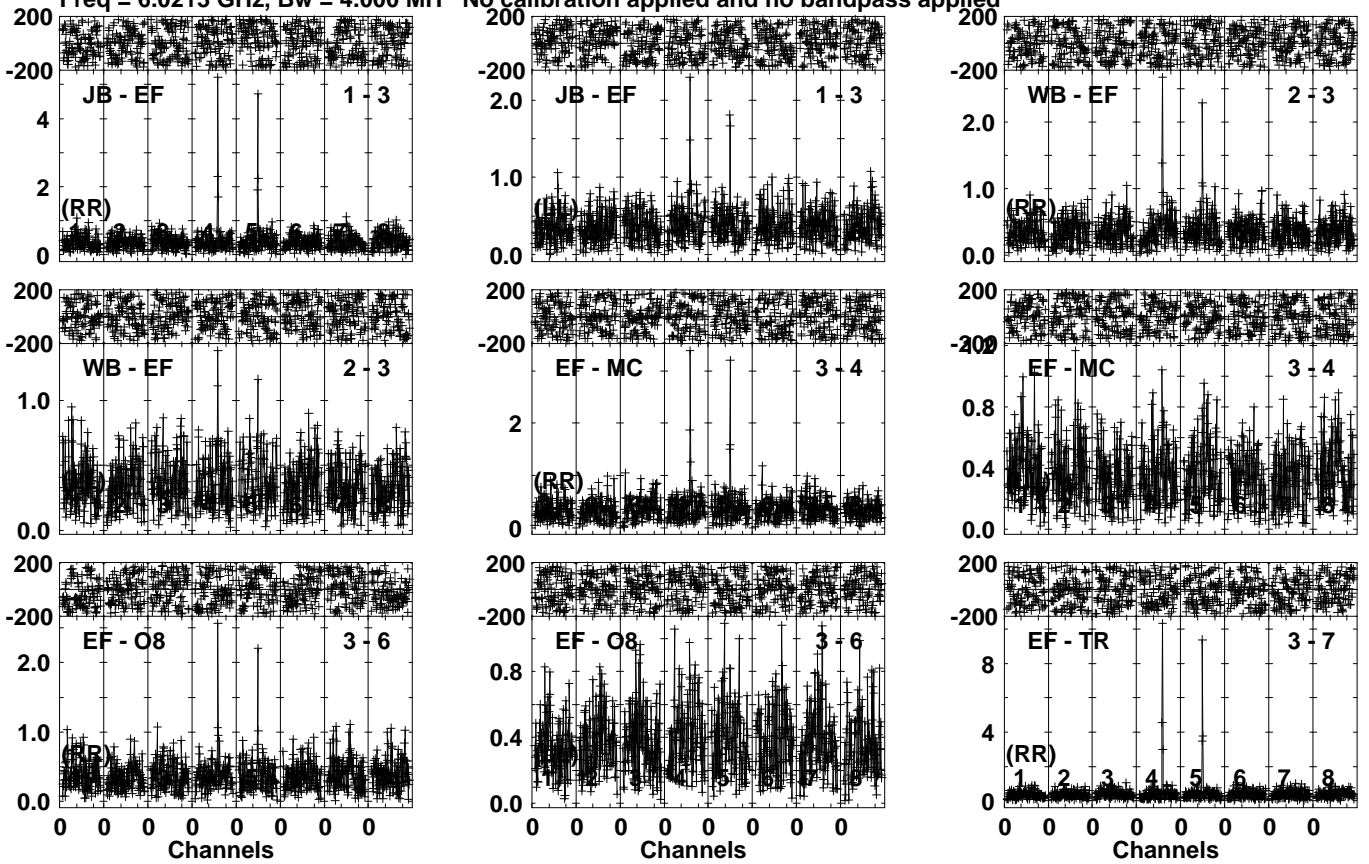 Freq = 6.0213 GHz, Bw = 4.000 MH No calibration applied and no bandpass applied
200 200 200
-200 -200 -200
JB - EF 1 - 3 JB - EF 1 - 3 WB - EF 2 - 3
4 2.0 2.0
2 1.0 1.0
(RR) (RR)
0 0.0 0.0
200 200 200
-200 -200 -200
WB - EF 2 - 3 EF - MC 3 - 4 EF - MC 3 - 4
1.0 2 0.8
(RR) 0.4
0.0 0 0.0
200 200 200
-200 -200 -200
EF - O8 3 - 6 EF - O8 3 - 6 EF - TR 3 - 7
2.0 0.8 8
1.0 0.4 4
(RR) (RR)
1 2 3 4 5 6 7 8
0.0 0.0 0
0 0 0 0 0 0 0 0 0 0 0 0 0 0 0 0 0 0 0 0 0 0 0 0
Channels Channels Channels